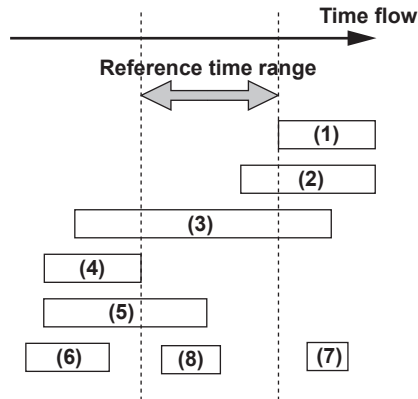 Time flow
Reference time range
(1)
(2)
(3)
(4)
(5)
(6) (8) (7)